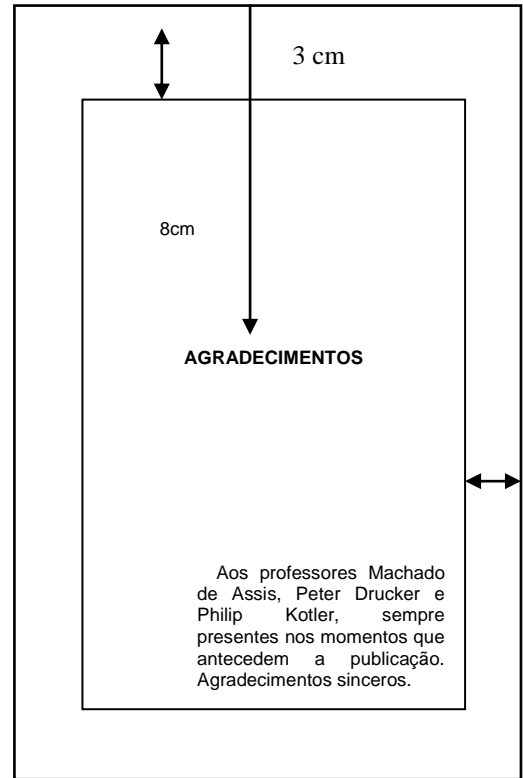 3 cm
8cm
AGRADECIMENTOS
Aos professores Machado
de Assis, Peter Drucker e
Philip Kotler, sempre
presentes nos momentos que
antecedem a publicação.
Agradecimentos sinceros.